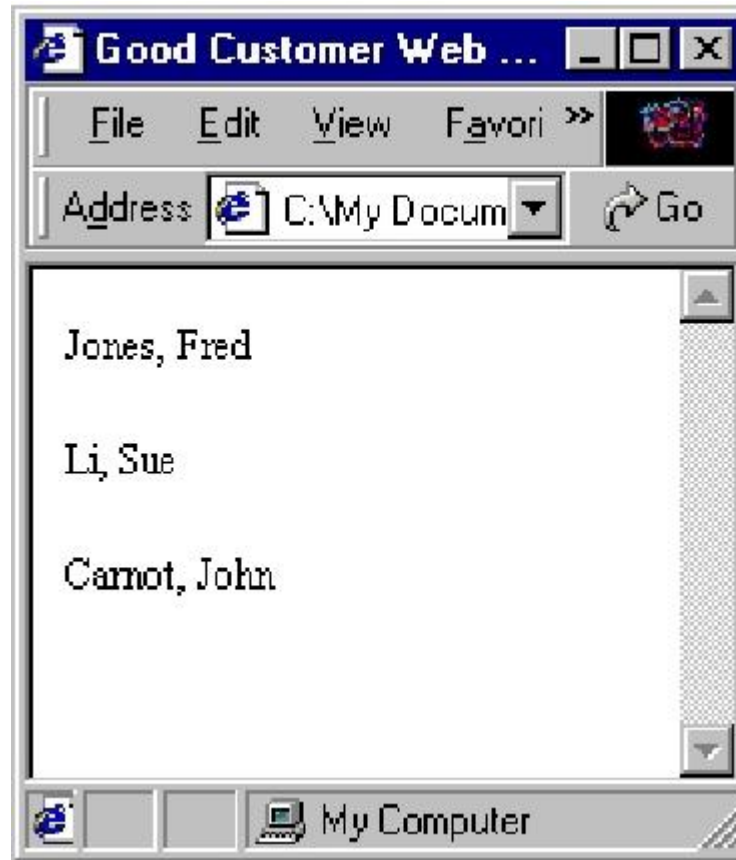 Good Customer Web ...
File Edit View Favori »
Address C:\My Docum Go
Jones, Fred
Li, Sue
Carnot, John
My Computer